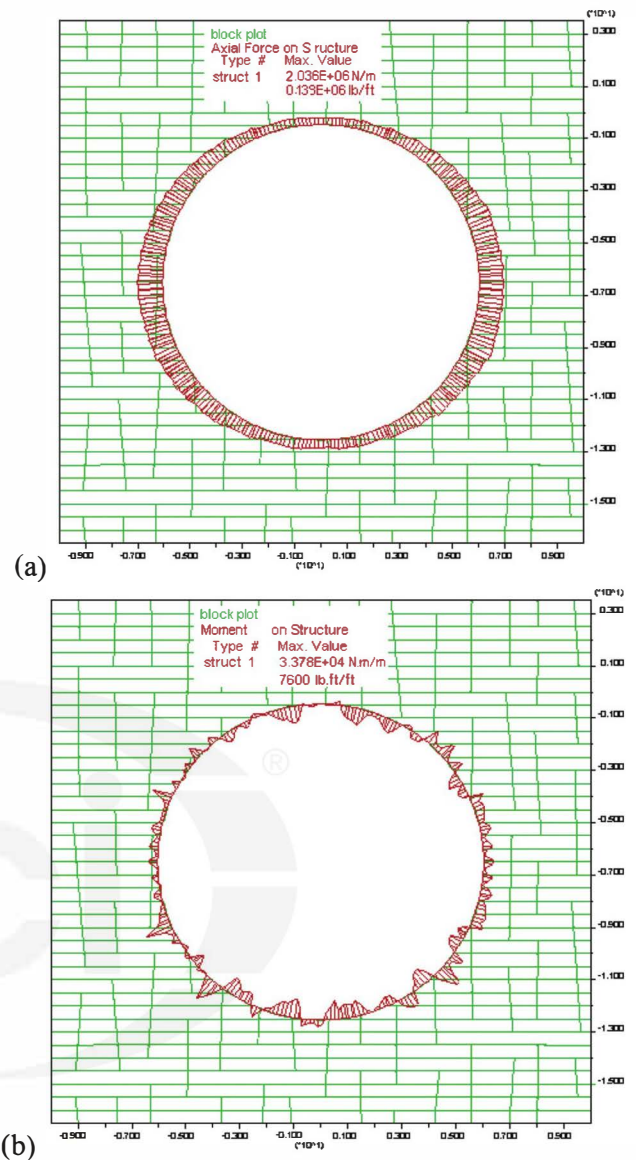 (*10^1)
block plot
Axial Force on S ructure
Type # Max. Value
struct 1 2.036E+06 N/m
0.139E+06 lb/ft
0.300
0.100
-0.100
-0.300
-0.500
-0.700
-0.900
-1.100
-1.300
-1.500
-0.900 -0.700 -0.500 -0.300 -0.100 0.100 0.300 0.500 0.700 0.900
(*10^1)
(a)
(*10^1)
block plot
Moment on Structure
Type # Max. Value
struct 1 3.378E+04 N.m/m
7600 lb.ft/ft
0.300
0.100
-0.100
-0.300
-0.500
-0.700
-0.900
-1.100
-1.300
-1.500
®
ci
-0.900 -0.700 -0.500 -0.300 -0.100 0.100 0.300 0.500 0.700 0.900
(*10^1)
(b)